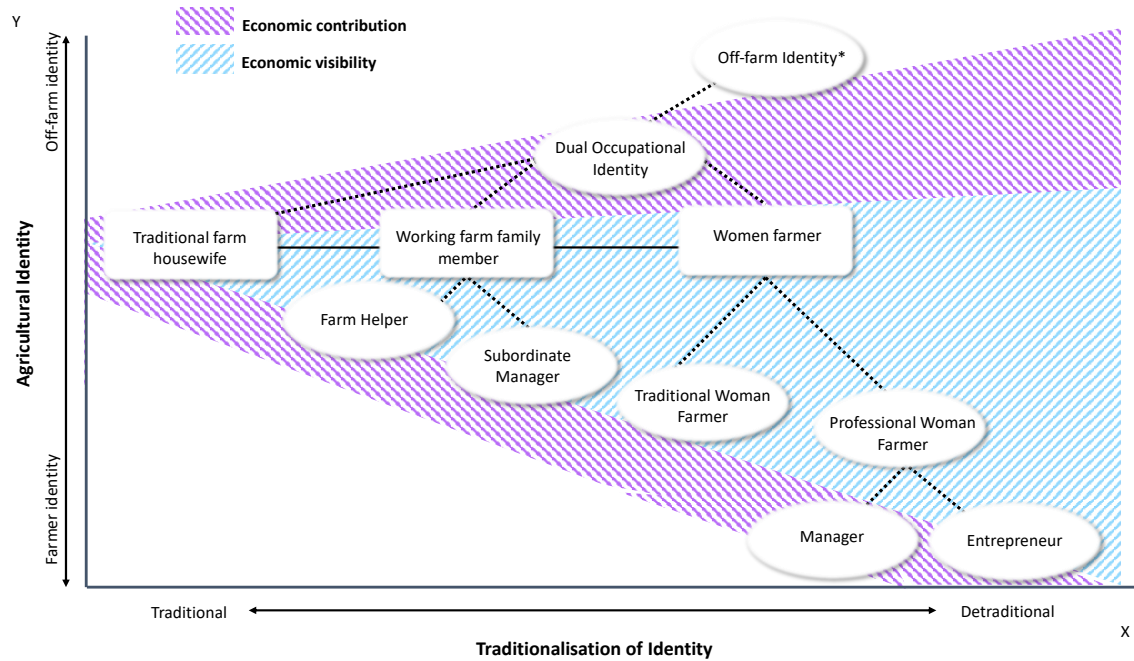 Y
Economic contribution
Economic visibility
Off-farm identity
Off-farm Identity*
Dual Occupational
Identity
Traditional farm
housewife
Working farm family
member
Women farmer
Agricultural Identity
Farm Helper
Subordinate
Manager
Traditional Woman
Farmer
Professional Woman
Farmer
Farmer identity
Manager
Entrepreneur
Traditional
Detraditional
X
Traditionalisation of Identity